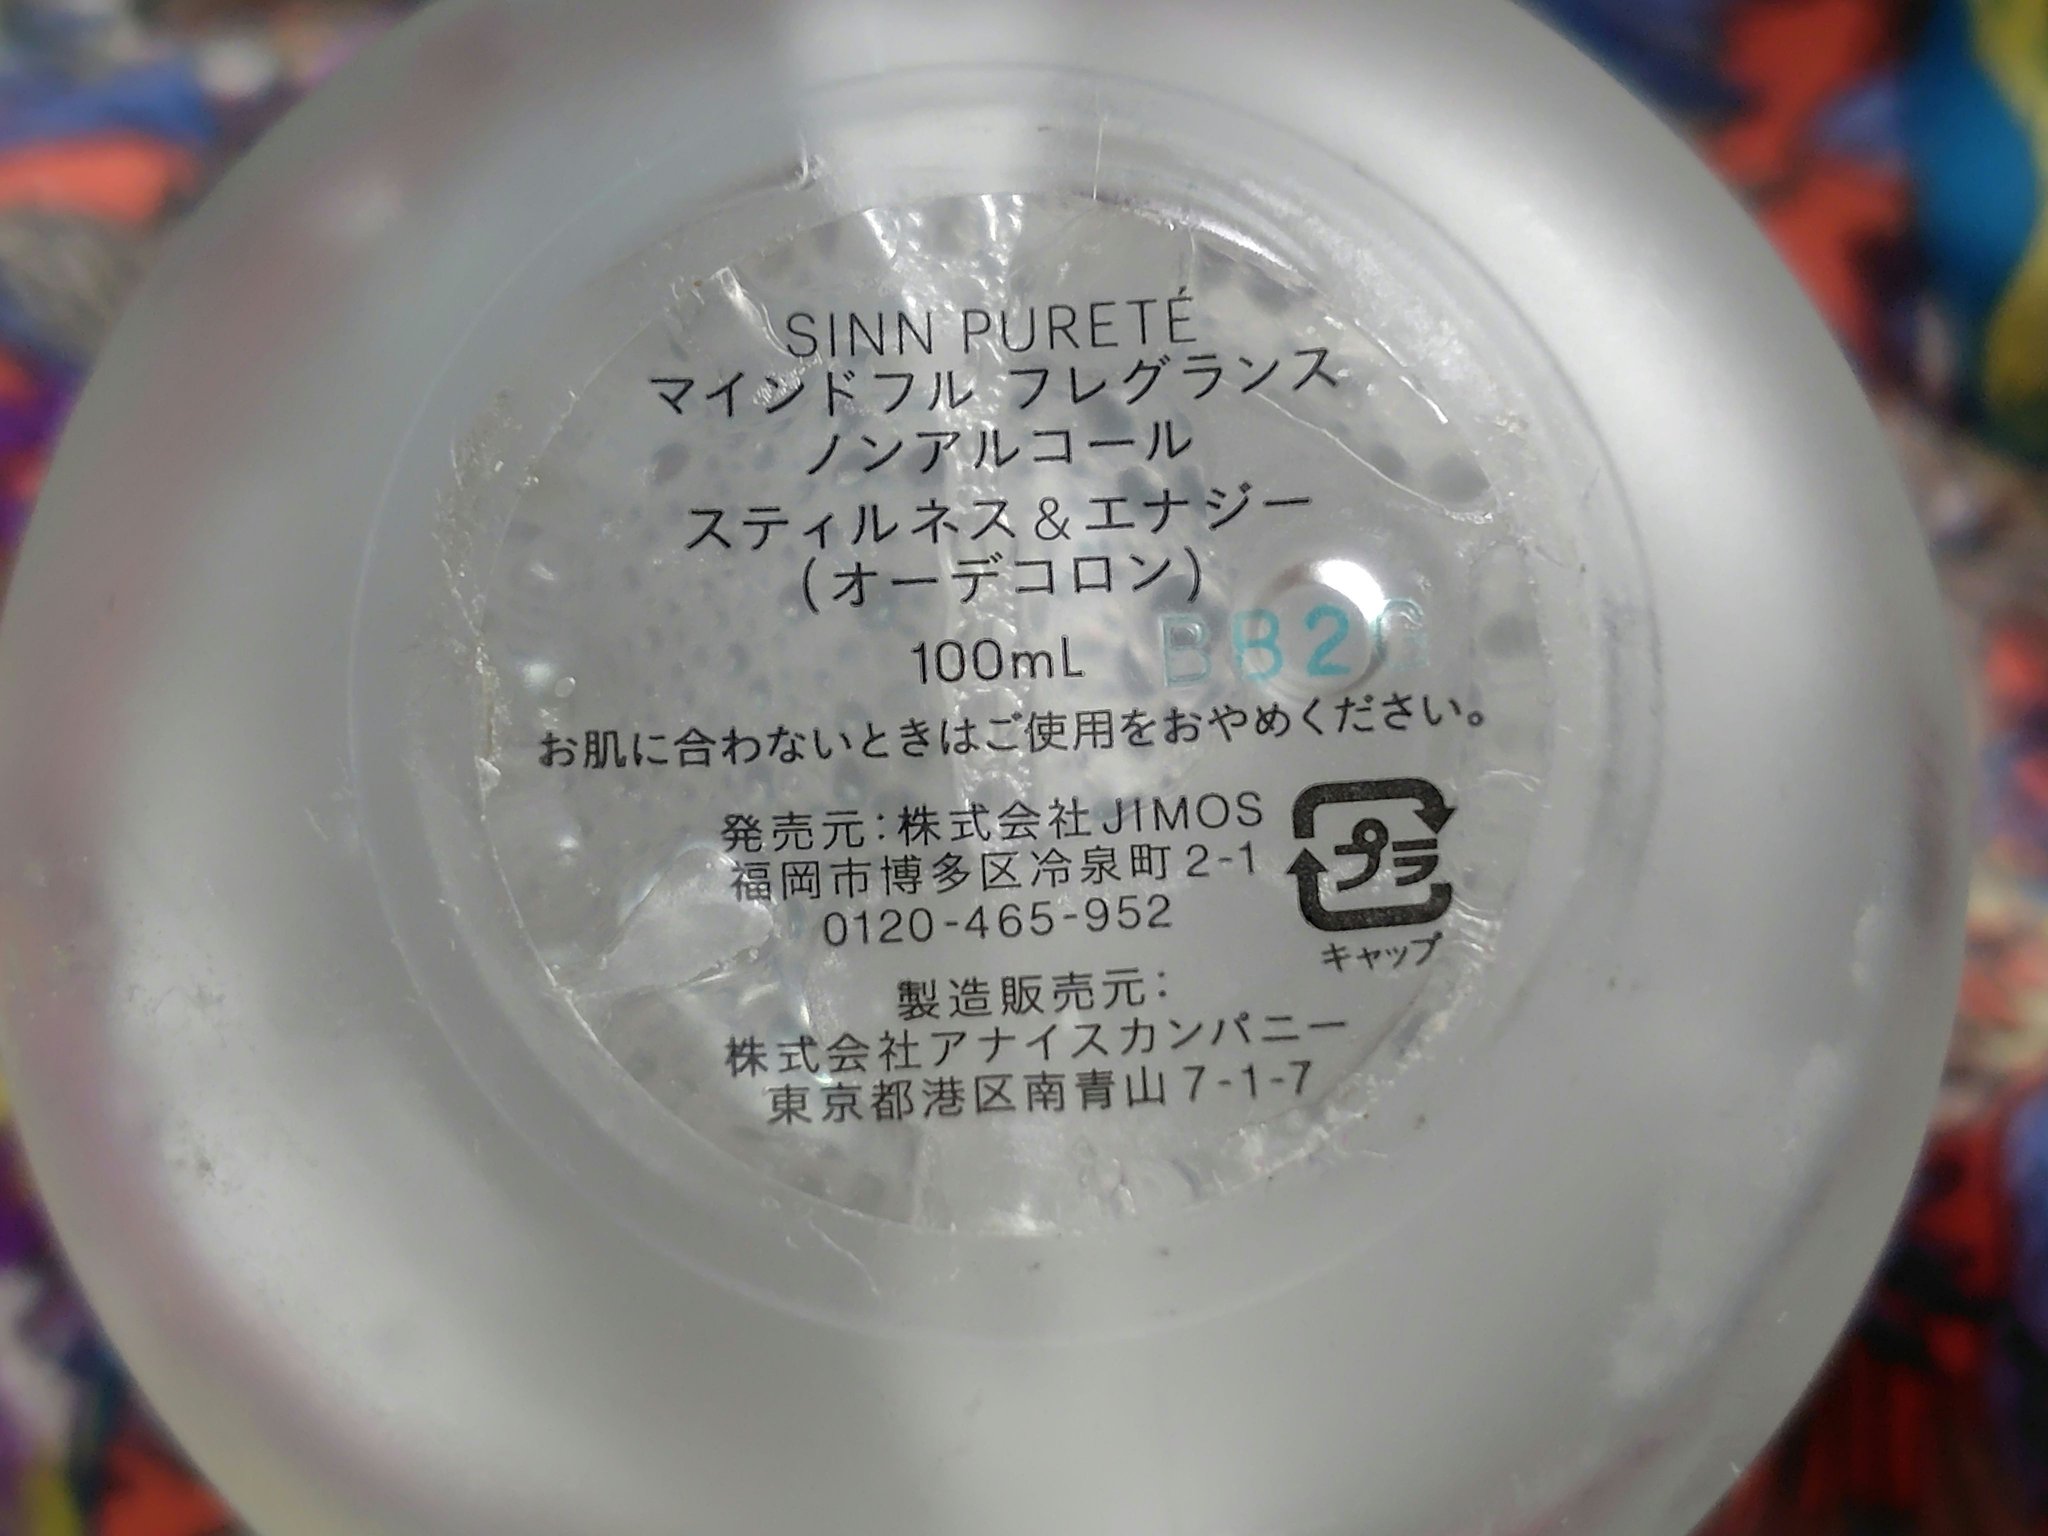 SINN PURETÉ
マインドフル フレグランス
ノンアルコール
スティルネス&エナジー
(オーデコロン)
100mL
BB2G
お肌に合わないときはご使用をおやめください。
発売元:株式会社JIMOS
福岡市博多区冷泉町2-1
0120-465-952
プラ
キャップ
製造販売元:
株式会社アナイスカンパニー
東京都港区南青山7-1-7